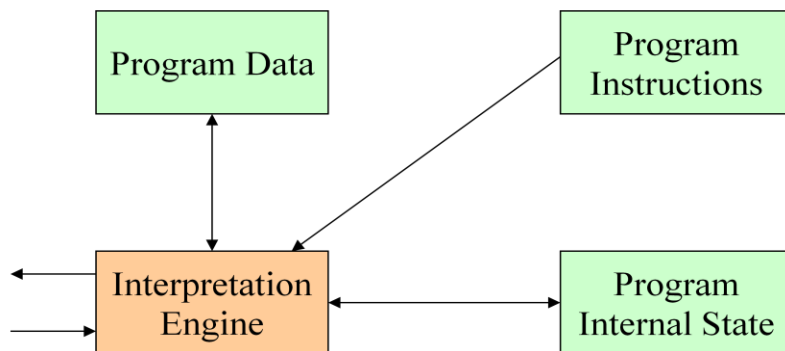 Program Data
Program
Instructions
Interpretation
Engine
Program
Internal State